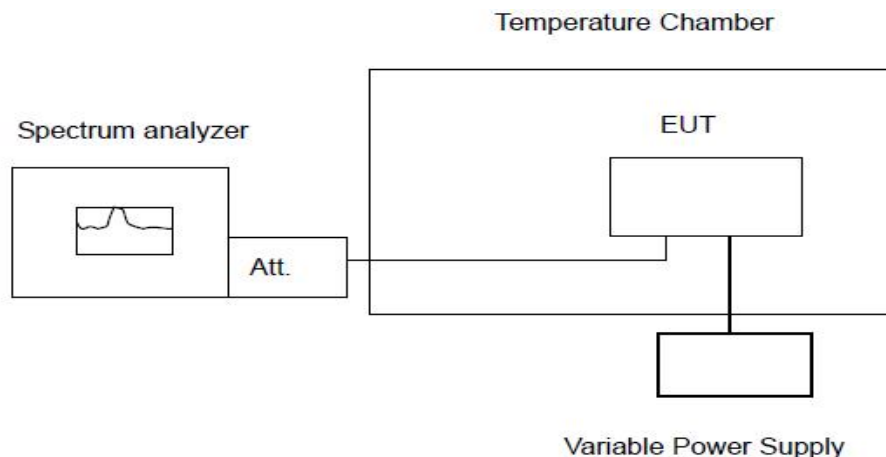 Temperature Chamber
Spectrum analyzer
EUT
Att.
Variable Power Supply